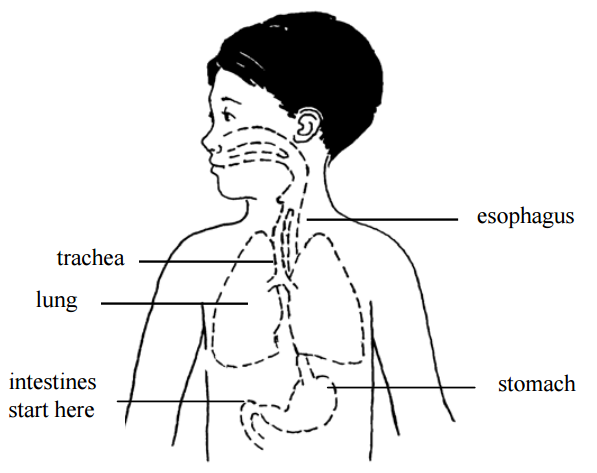 esophagus
trachea
lung
intestines
start here
stomach